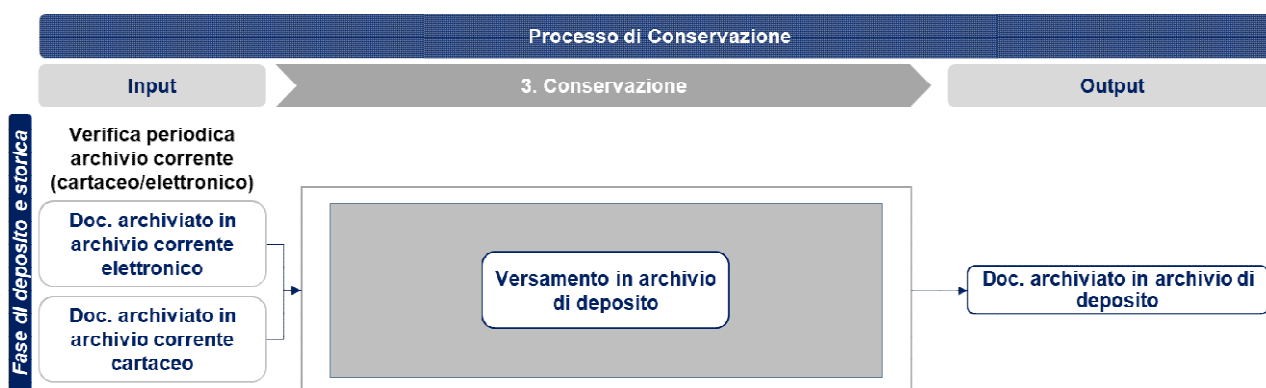 Processo di Conservazione
Input
3. Conservazione
Output
Fase di deposito e storica
Verifica periodica
archivio corrente
(cartaceo/elettronico)
Doc. archiviato in
archivio corrente
elettronico
Doc. archiviato in
archivio corrente
cartaceo
Versamento in archivio
di deposito
Doc. archiviato in archivio di
deposito